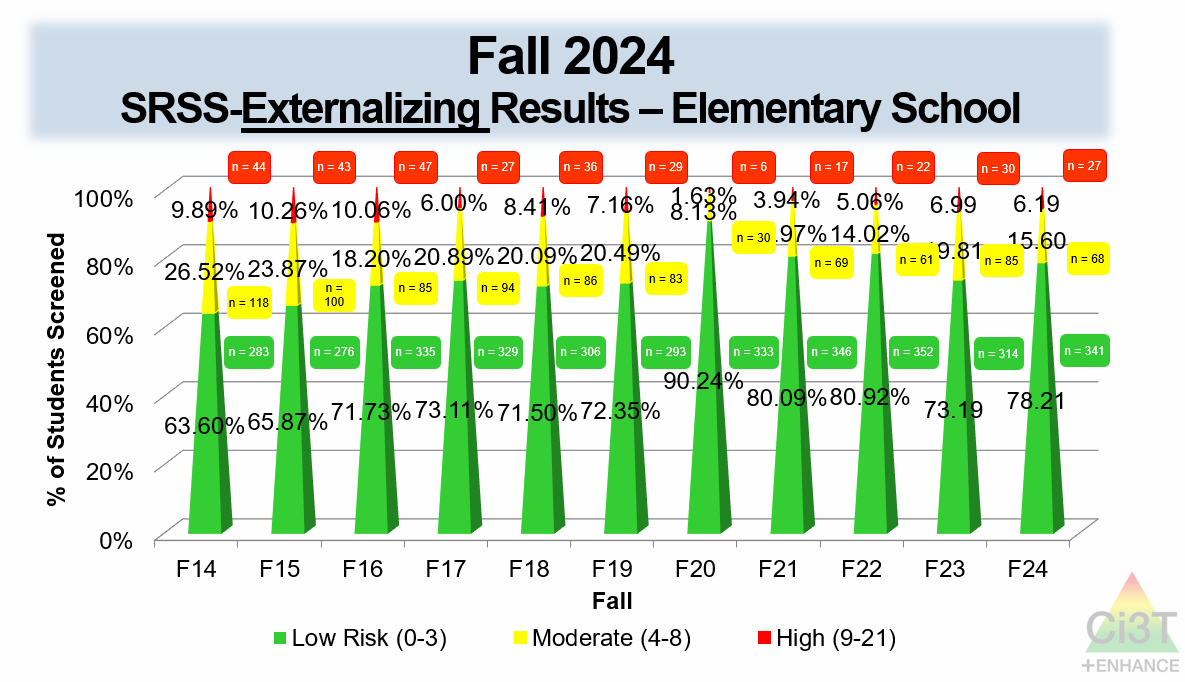 Fall 2024
SRSS-Externalizing Results – Elementary School
n = 44
n = 43
n = 47
n = 27
n = 36
n = 29
n = 6
n = 17
n = 22
n = 30
n = 27
% of Students Screened
100%
80%
60%
40%
20%
0%
9.89%
10.26%
10.06%
6.00%
8.41%
7.16%
1.63%
3.94%
5.06%
6.99
6.19
26.52%
23.87%
18.20%
20.89%
20.09%
20.49%
8.13%
.97%
14.02%
9.81
15.60
n = 118
n =
100
n = 85
n = 94
n = 86
n = 83
n = 30
n = 69
n = 61
n = 85
n = 68
n = 283
n = 276
n = 335
n = 329
n = 306
n = 293
n = 333
n = 346
n = 352
n = 314
n = 341
63.60%
65.87%
71.73%
73.11%
71.50%
72.35%
90.24%
80.09%
80.92%
73.19
78.21
F14
F15
F16
F17
F18
F19
F20
F21
F22
F23
F24
Fall
Low Risk (0-3)
Moderate (4-8)
High (9-21)
Ci3T
+ENHANCE